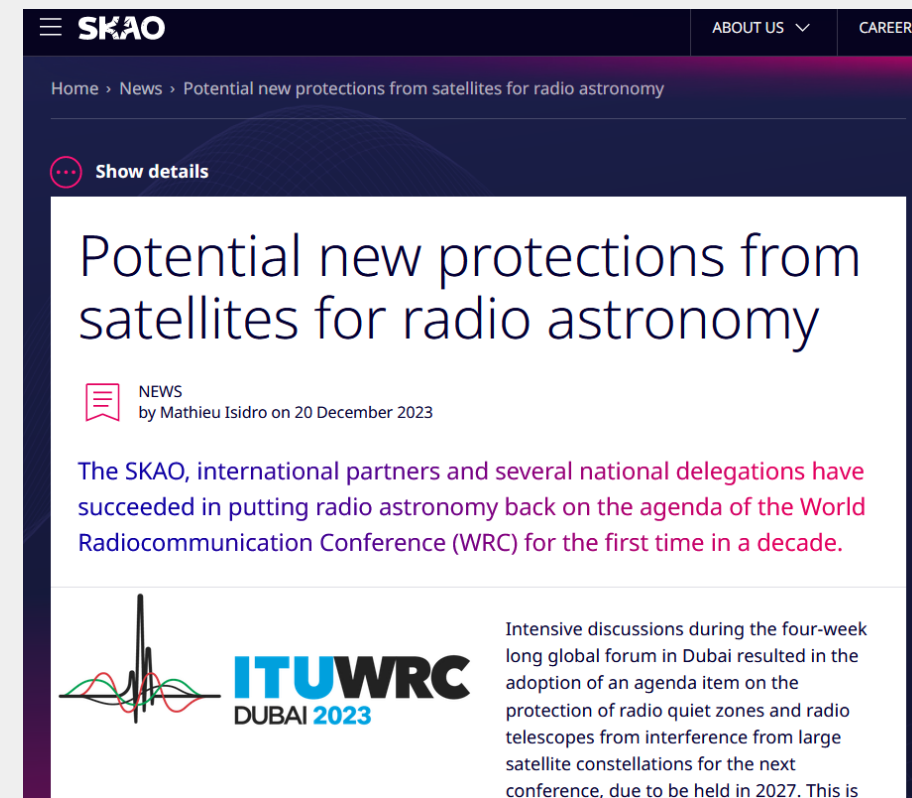 SKAO
ABOUT US
CAREER
Home › News › Potential new protections from satellites for radio astronomy
Show details
Potential new protections from
satellites for radio astronomy
NEWS
by Mathieu Isidro on 20 December 2023
The SKAO, international partners and several national delegations have
succeeded in putting radio astronomy back on the agenda of the World
Radiocommunication Conference (WRC) for the first time in a decade.
ITUWRC
DUBAI 2023
Intensive discussions during the four-week
long global forum in Dubai resulted in the
adoption of an agenda item on the
protection of radio quiet zones and radio
telescopes from interference from large
satellite constellations for the next
conference, due to be held in 2027. This is